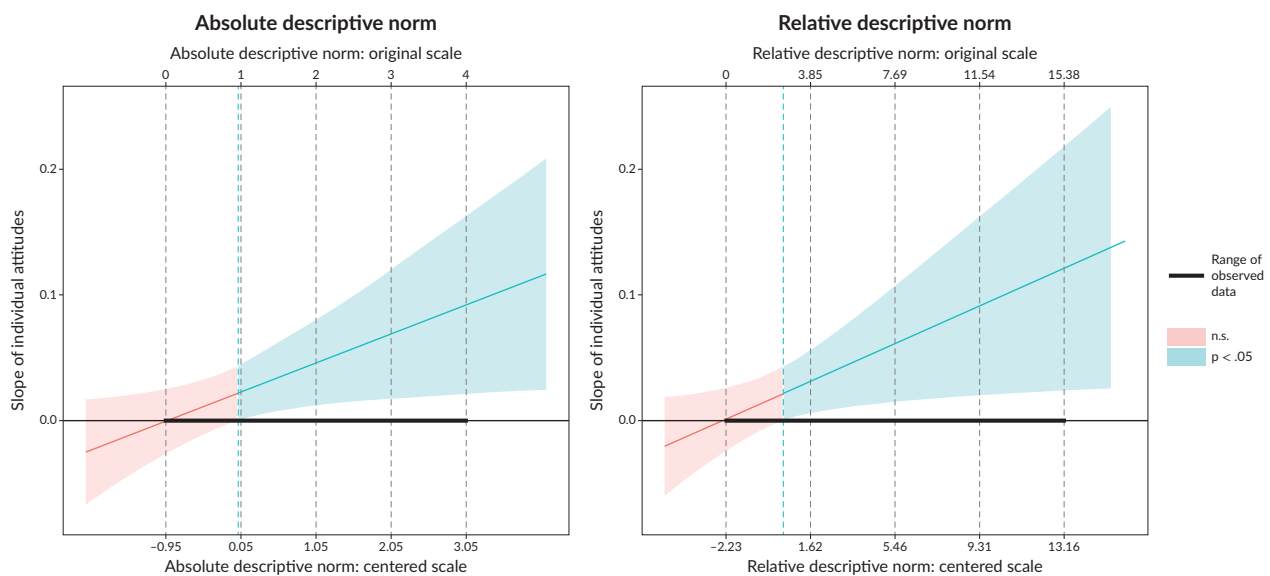 Absolute descriptive norm
Absolute descriptive norm: original scale
0 1 2 3 4
Slope of individual attitudes
0.2
0.1
0.0
−0.95 0.05 1.05 2.05 3.05
Absolute descriptive norm: centered scale
Relative descriptive norm
Relative descriptive norm: original scale
0 3.85 7.69 11.54 15.38
Slope of individual attitudes
0.2
0.1
0.0
−2.23 1.62 5.46 9.31 13.16
Relative descriptive norm: centered scale
Range of
observed
data
n.s.
p < .05